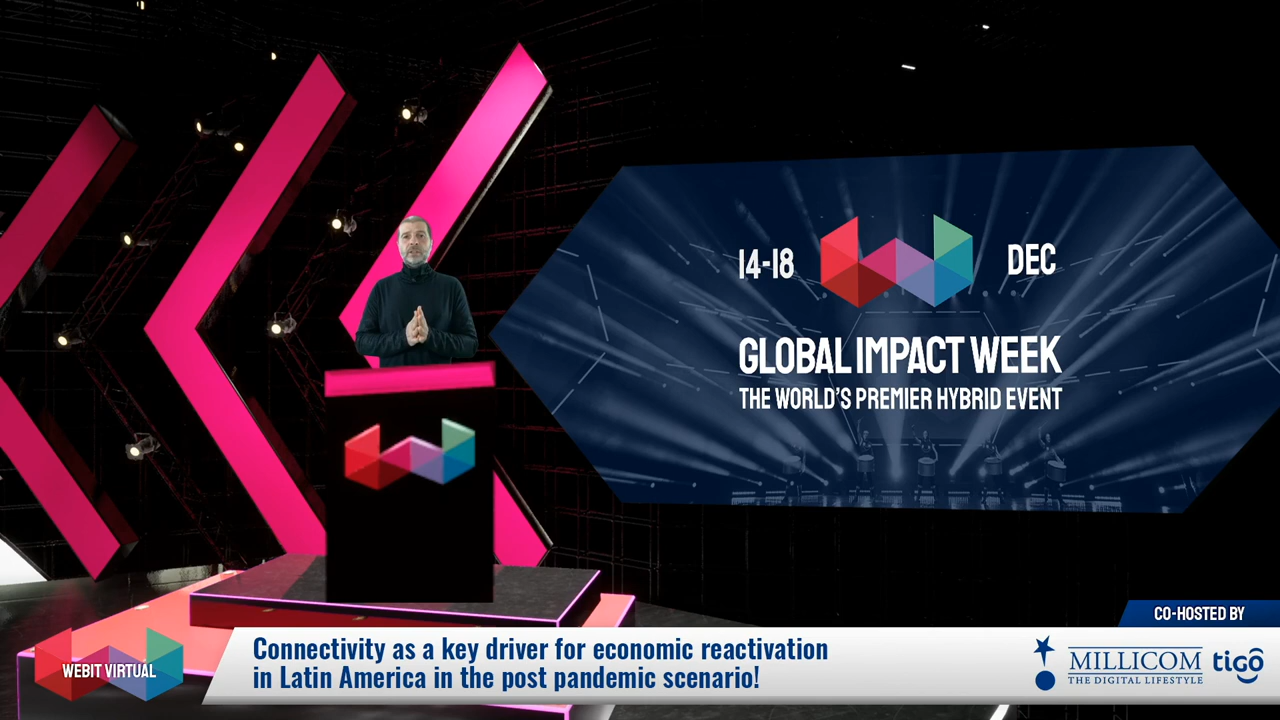 14-18 DEC
GLOBAL IMPACT WEEK
THE WORLD'S PREMIER HYBRID EVENT
CO-HOSTED BY
WEBIT VIRTUAL
Connectivity as a key driver for economic reactivation
in Latin America in the post pandemic scenario!
MILLICOM
THE DIGITAL LIFESTYLE
tigo